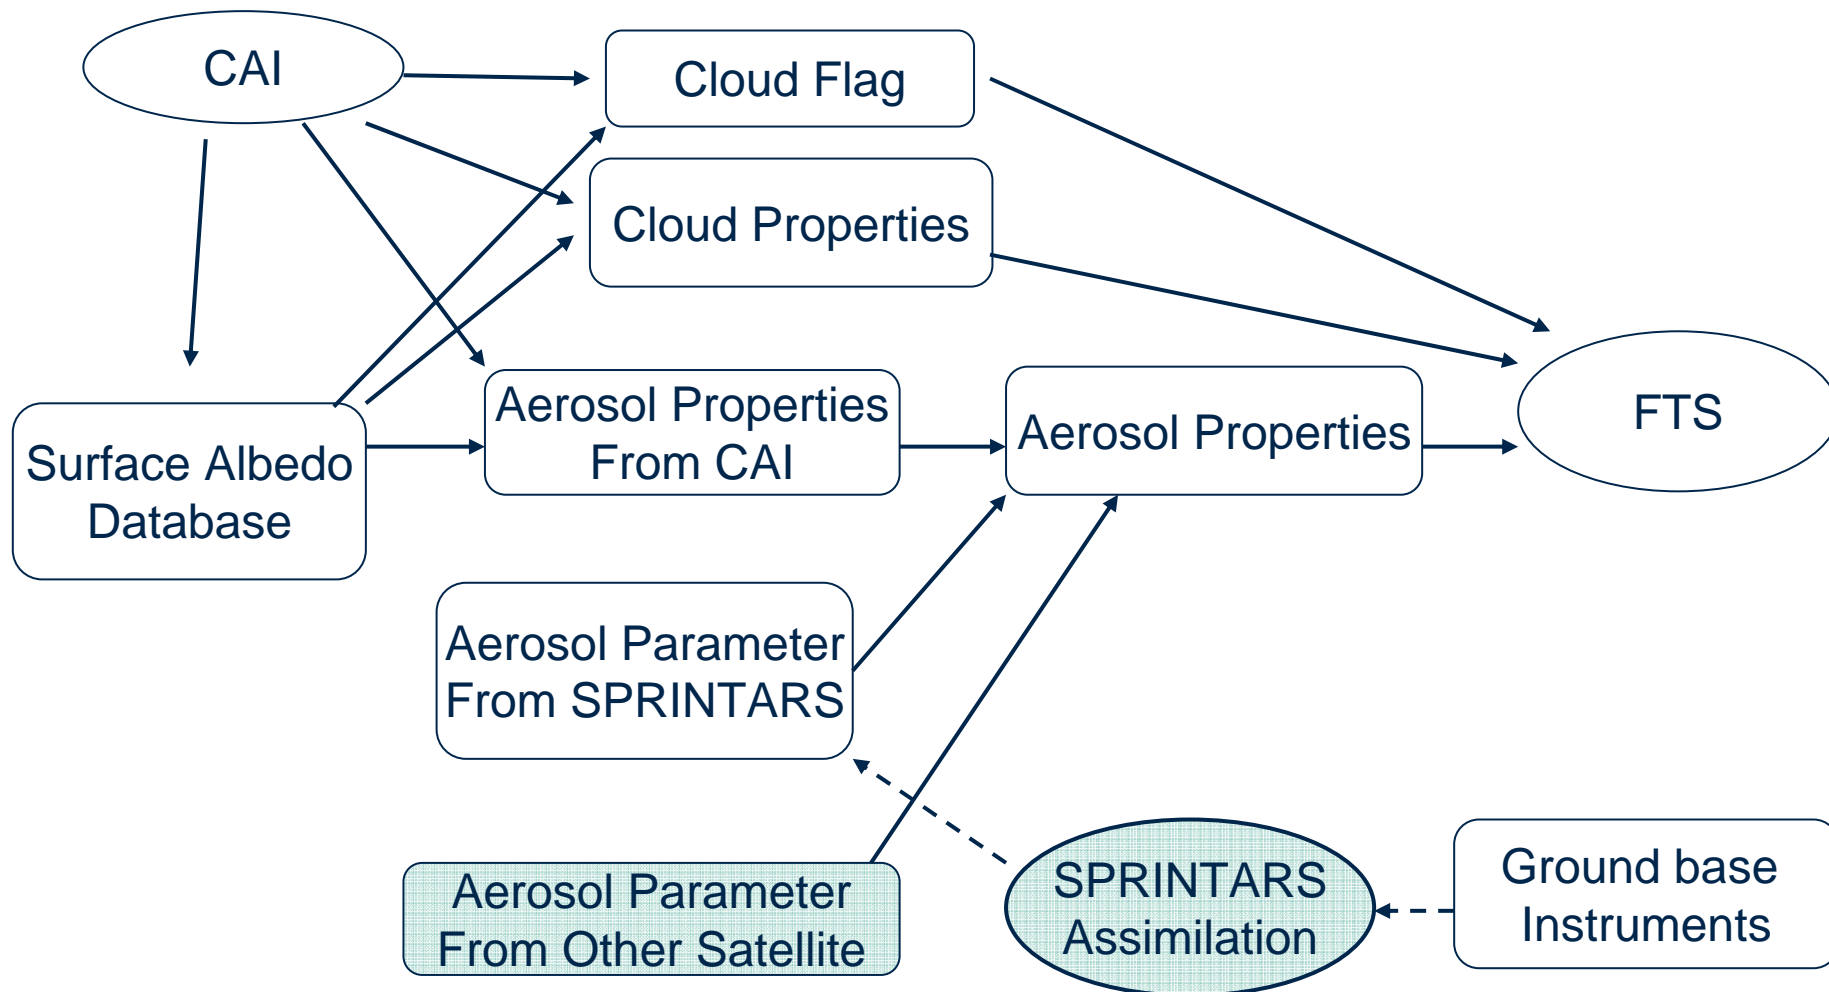 CAI
Cloud Flag
Cloud Properties
FTS
Surface Albedo
Database
Aerosol Properties
From CAI
Aerosol Properties
Aerosol Parameter
From SPRINTARS
Aerosol Parameter
From Other Satellite
SPRINTARS
Assimilation
Ground base
Instruments